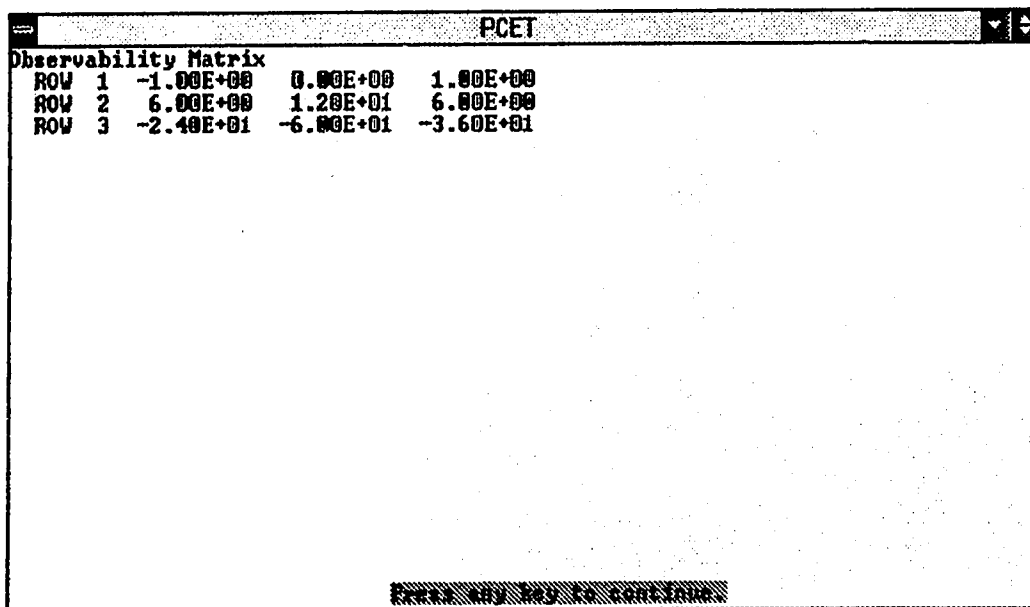 PCET
Observability Matrix
ROW 1 -1.00E+00 0.00E+00 1.00E+00
ROW 2 6.00E+00 1.20E+01 6.00E+00
ROW 3 -2.40E+01 -6.00E+01 -3.60E+01
Press any key to continue.